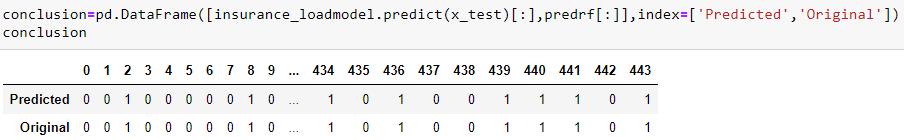 conclusion=pd.DataFrame([insurance_loadmodel.predict(x_test)[:],predrf[:]],index=['Predicted','Original'])
conclusion
0 1 2 3 4 5 6 7 8 9 ... 434 435 436 437 438 439 440 441 442 443
Predicted 0 0 1 0 0 0 0 0 1 0 ... 1 0 1 0 0 1 1 1 0 1
Original 0 0 1 0 0 0 0 0 1 0 ... 1 0 1 0 0 1 1 1 0 1